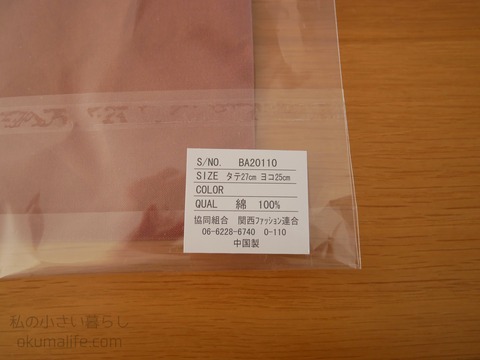 S/NO. BA20110
SIZE タテ27cm ヨコ25cm
COLOR
QUAL 綿 100%
協同組合 関西ファッション連合
06-6228-6740 O-110
中国製
私の小さい暮らし
okumalife.com